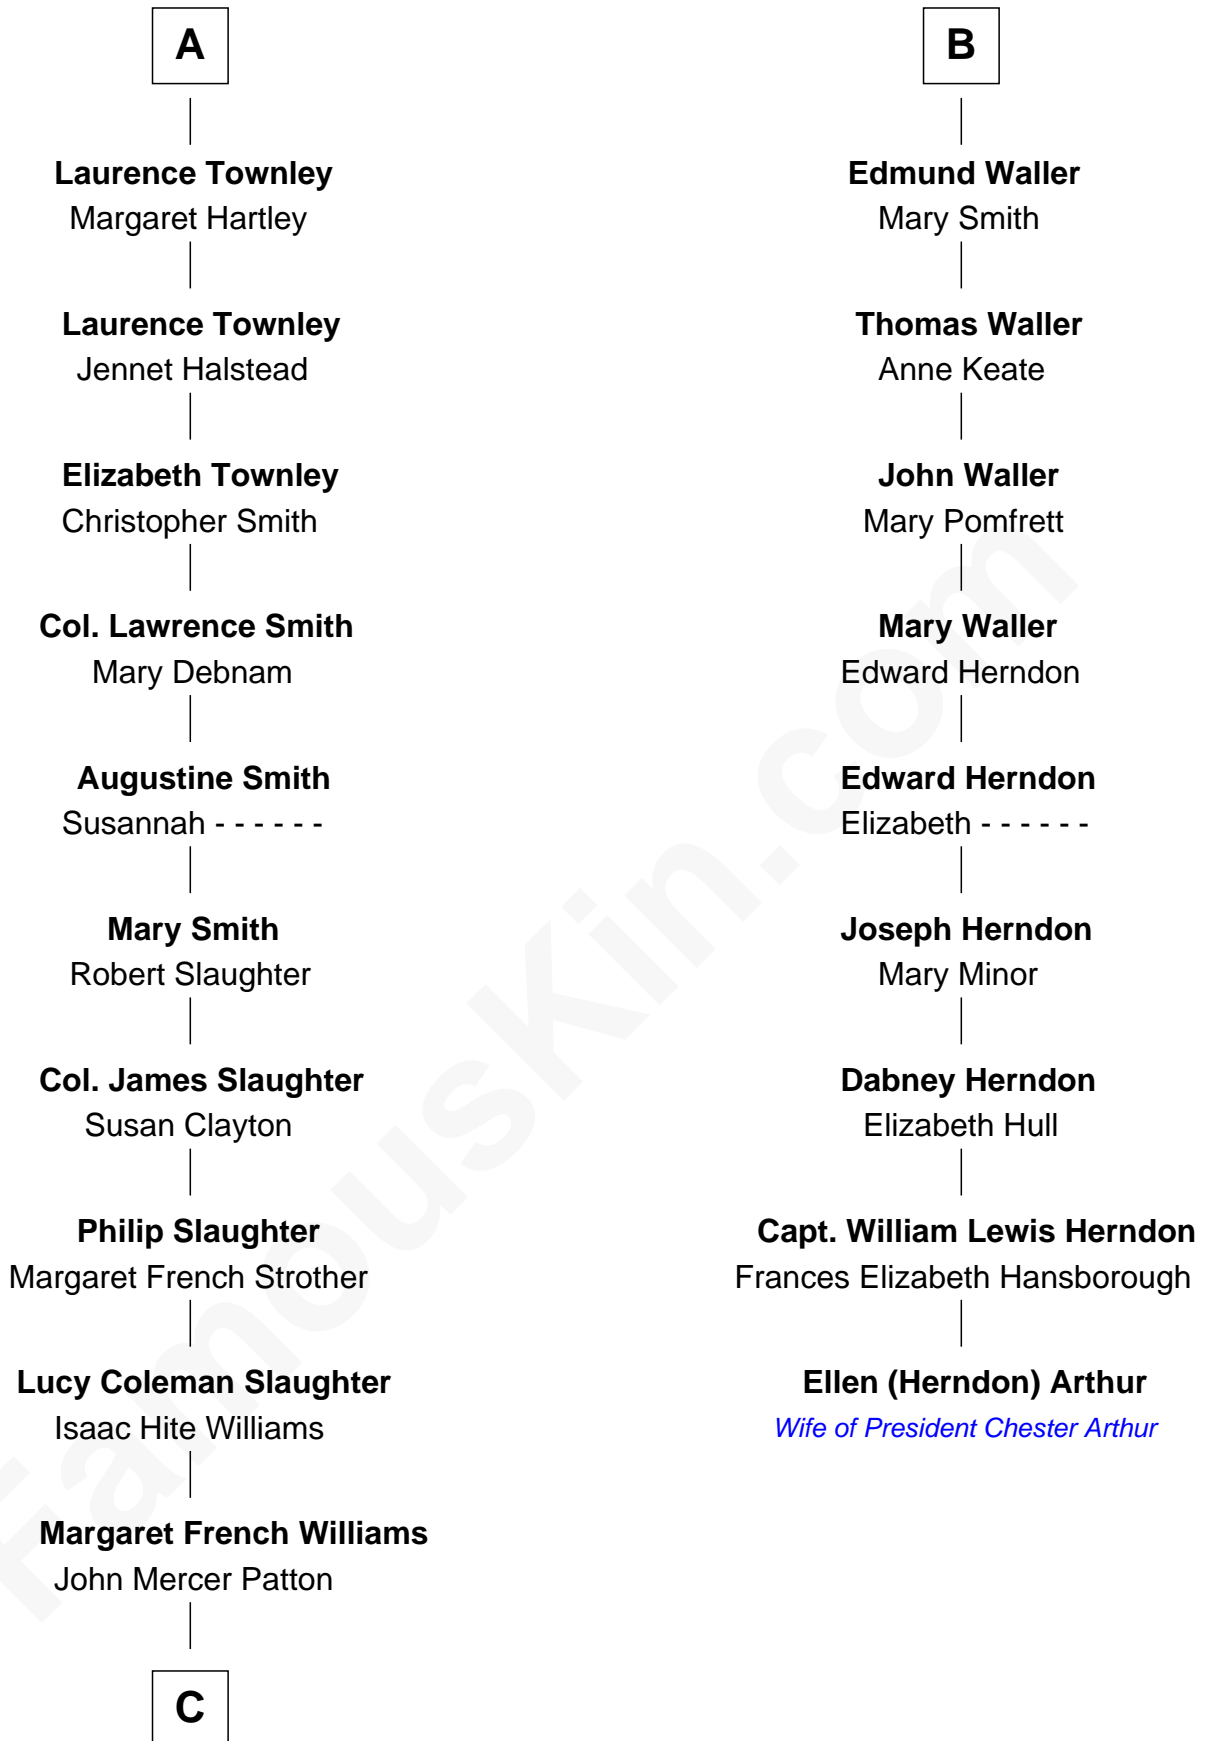 A
Laurence Townley
Margaret Hartley
Laurence Townley
Jennet Halstead
Elizabeth Townley
Christopher Smith
Col. Lawrence Smith
Mary Debnam
Augustine Smith
Susannah - - - - - -
Mary Smith
Robert Slaughter
Col. James Slaughter
Susan Clayton
Philip Slaughter
Margaret French Strother
Lucy Coleman Slaughter
Isaac Hite Williams
Margaret French Williams
John Mercer Patton
C
B
Edmund Waller
Mary Smith
Thomas Waller
Anne Keate
John Waller
Mary Pomfrett
Mary Waller
Edward Herndon
Edward Herndon
Elizabeth - - - - - -
Joseph Herndon
Mary Minor
Dabney Herndon
Elizabeth Hull
Capt. William Lewis Herndon
Frances Elizabeth Hansborough
Ellen (Herndon) Arthur
Wife of President Chester Arthur
FamousKin.com